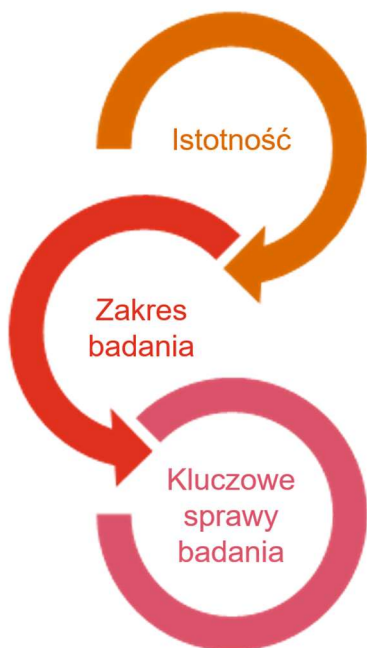 Istotność
Zakres
badania
Kluczowe
sprawy
badania